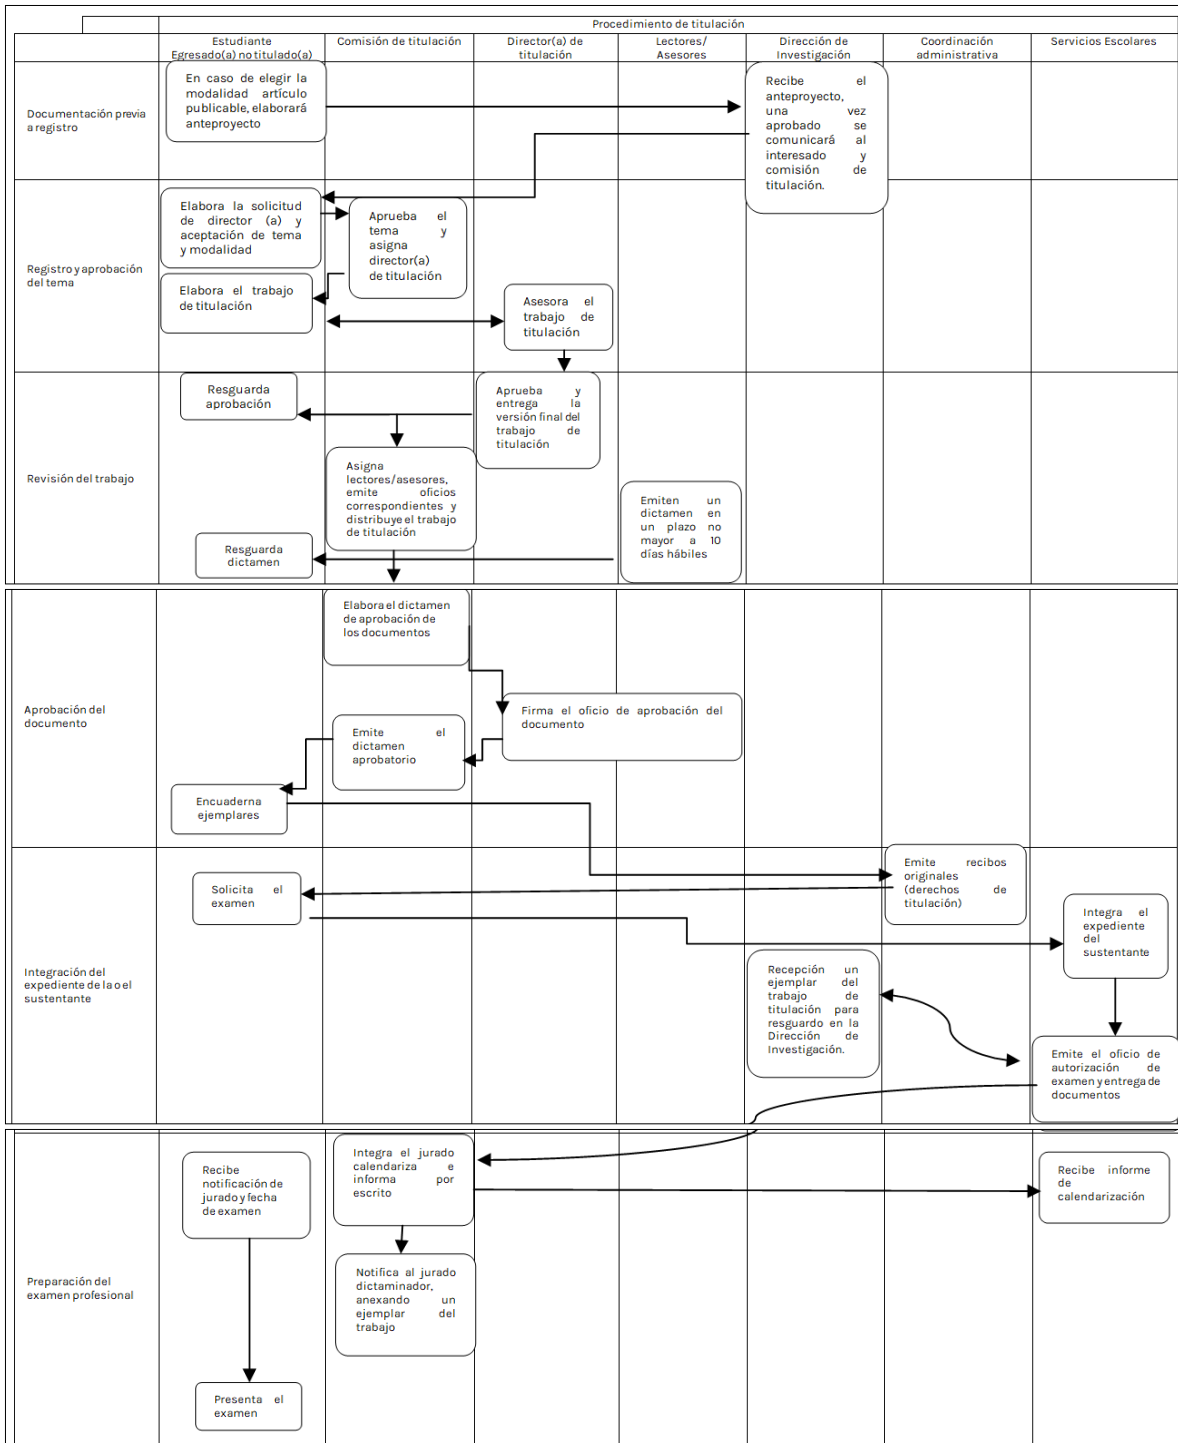 Procedimiento de titulación
Estudiante
Egresado(a) no titulado(a)
Comisión de titulación
Director(a) de
titulación
Lectores/
Asesores
Dirección de
Investigación
Coordinación
administrativa
Servicios Escolares
Documentación previa
a registro
En caso de elegir la
modalidad artículo
publicable, elaborará
anteproyecto
Recibe el
anteproyecto,
una vez
aprobado se
comunicará al
interesado y
comisión de
titulación.
Registro y aprobación
del tema
Elabora la solicitud
de director (a) y
aceptación de tema
y modalidad
Aprueba el
tema y
asigna
director(a)
de titulación
Elabora el trabajo
de titulación
Asesora el
trabajo de
titulación
Revisión del trabajo
Resguarda
aprobación
Aprueba y
entrega la
versión final del
trabajo de
titulación
Asigna
lectores/asesores,
emite oficios
correspondientes y
distribuye el trabajo
de titulación
Emiten un
dictamen en
un plazo no
mayor a 10
días hábiles
Resguarda
dictamen
Aprobación del
documento
Elabora el dictamen
de aprobación de
los documentos
Firma el oficio de aprobación del
documento
Emite el
dictamen
aprobatorio
Encuaderna
ejemplares
Integración del
expediente de la o el
sustentante
Emite recibos
originales
(derechos de
titulación)
Solicita el
examen
Integra el
expediente
del
sustentante
Recepción un
ejemplar del
trabajo de
titulación para
resguardo en la
Dirección de
Investigación.
Emite el oficio de
autorización de
examen y entrega de
documentos
Preparación del
examen profesional
Recibe
notificación de
jurado y fecha
de examen
Integra el jurado
calendariza e
informa por
escrito
Recibe informe
de
calendarización
Notifica al jurado
dictaminador,
anexando un
ejemplar del
trabajo
Presenta el
examen